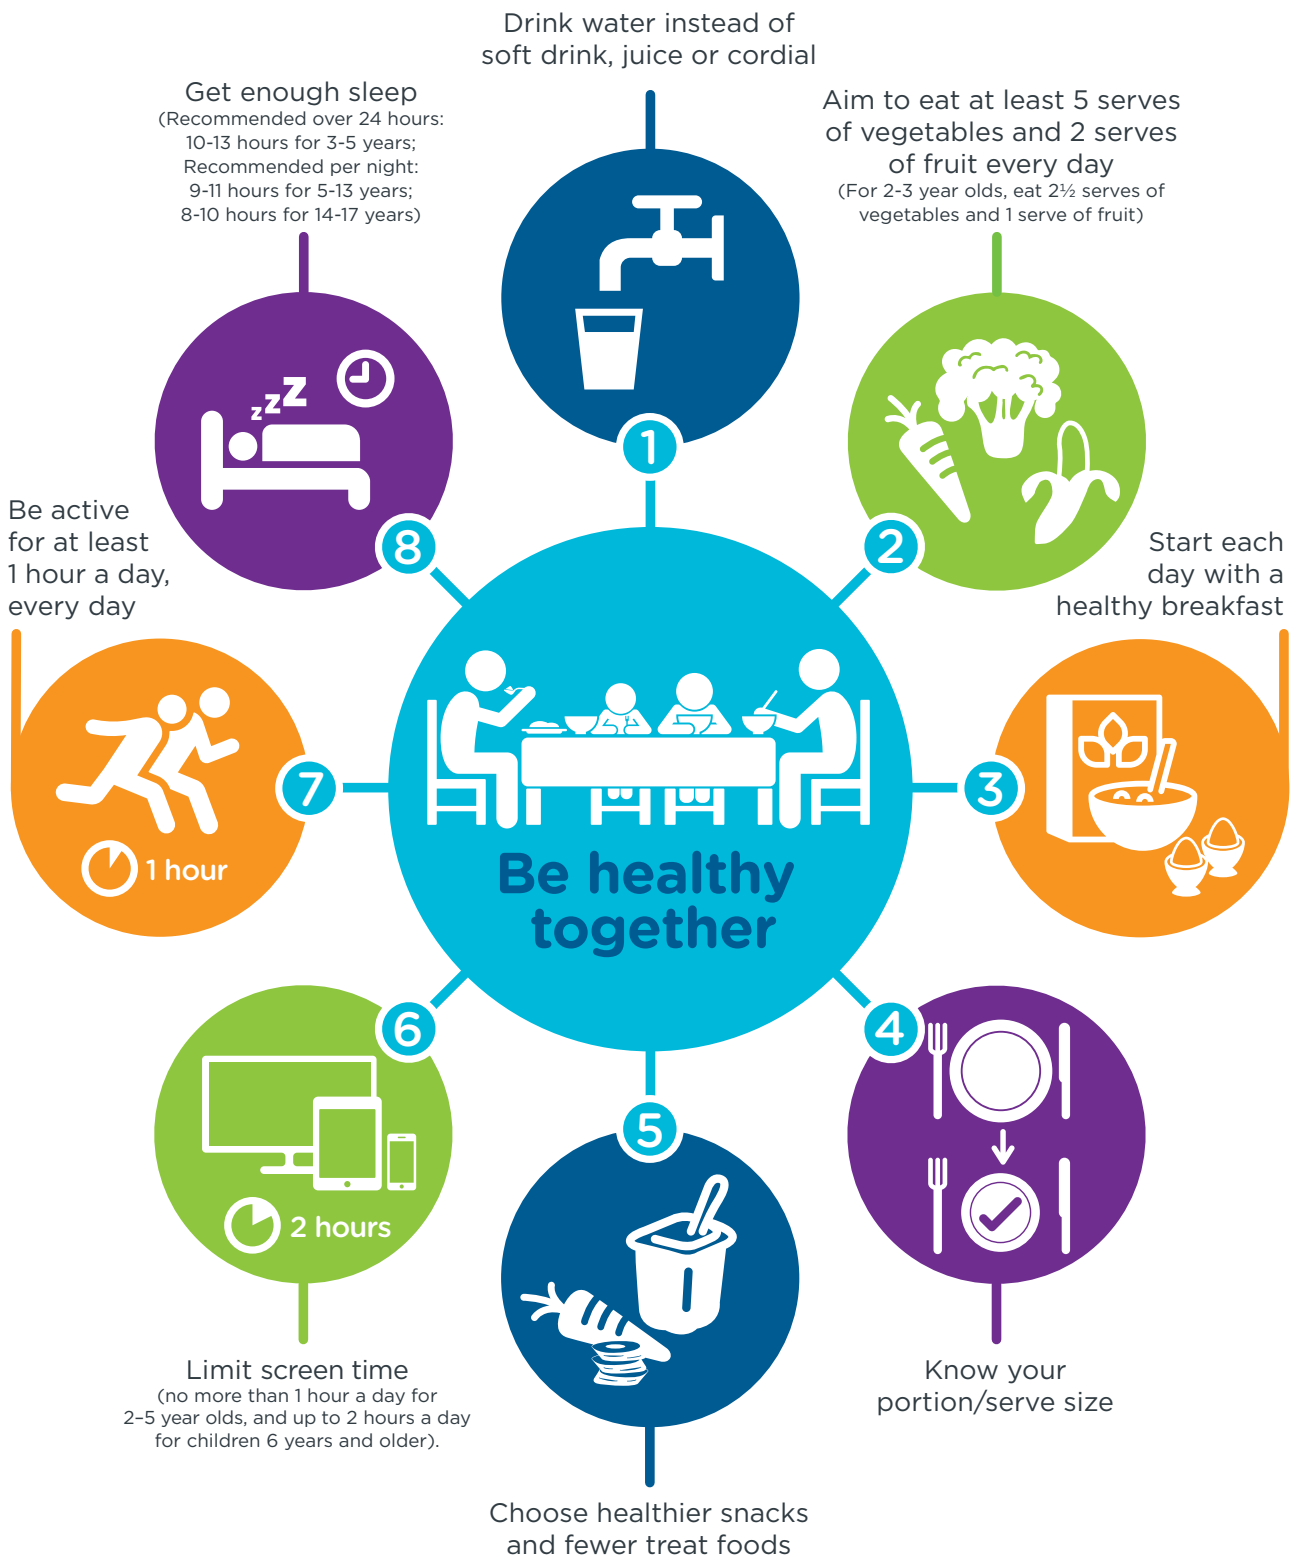 Drink water instead of
soft drink, juice or cordial
1
Aim to eat at least 5 serves
of vegetables and 2 serves
of fruit every day
(For 2-3 year olds, eat 2½ serves of
vegetables and 1 serve of fruit)
2
Start each
day with a
healthy breakfast
3
4
Know your
portion/serve size
5
Choose healthier snacks
and fewer treat foods
6
2 hours
Limit screen time
(no more than 1 hour a day for
2–5 year olds, and up to 2 hours a day
for children 6 years and older).
Be active
for at least
1 hour a day,
every day
7
1 hour
Get enough sleep
(Recommended over 24 hours:
10-13 hours for 3-5 years;
Recommended per night:
9-11 hours for 5-13 years;
8-10 hours for 14-17 years)
zzz
8
Be healthy
together